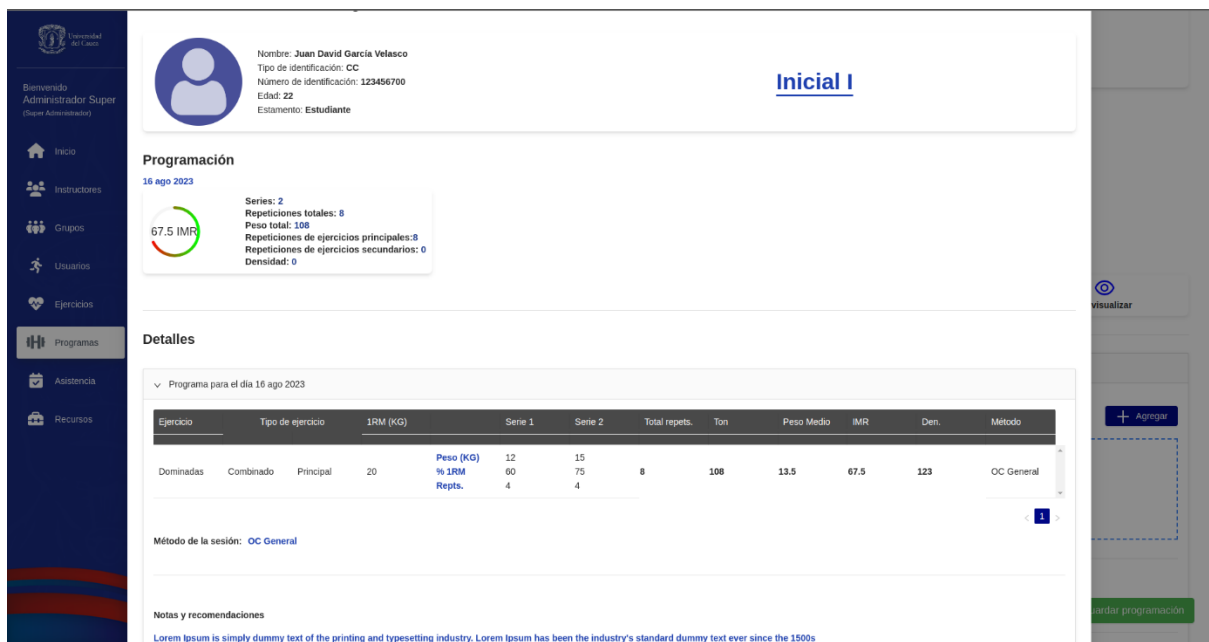 Universidad
del Cauca
Bienvenido
Administrador Super
(Super Administrador)
Inicio
Instructores
Grupos
Usuarios
Ejercicios
Programas
Asistencia
Recursos
Nombre: Juan David García Velasco
Tipo de identificación: CC
Número de identificación: 123456700
Edad: 22
Estamento: Estudiante
Inicial I
Programación
16 ago 2023
67.5 IMR
Series: 2
Repeticiones totales: 8
Peso total: 108
Repeticiones de ejercicios principales:8
Repeticiones de ejercicios secundarios: 0
Densidad: 0
Detalles
Programa para el día 16 ago 2023
Ejercicio Tipo de ejercicio 1RM (KG) Serie 1 Serie 2 Total repets. Ton Peso Medio IMR Den. Método
Peso (KG) 12 15
Dominadas Combinado Principal 20 % 1RM 60 75 8 108 13.5 67.5 123 OC General
Repts. 4 4
< 1 >
Método de la sesión: OC General
Notas y recomendaciones
Lorem Ipsum is simply dummy text of the printing and typesetting industry. Lorem Ipsum has been the industry's standard dummy text ever since the 1500s
visualizar
+ Agregar
uardar programación